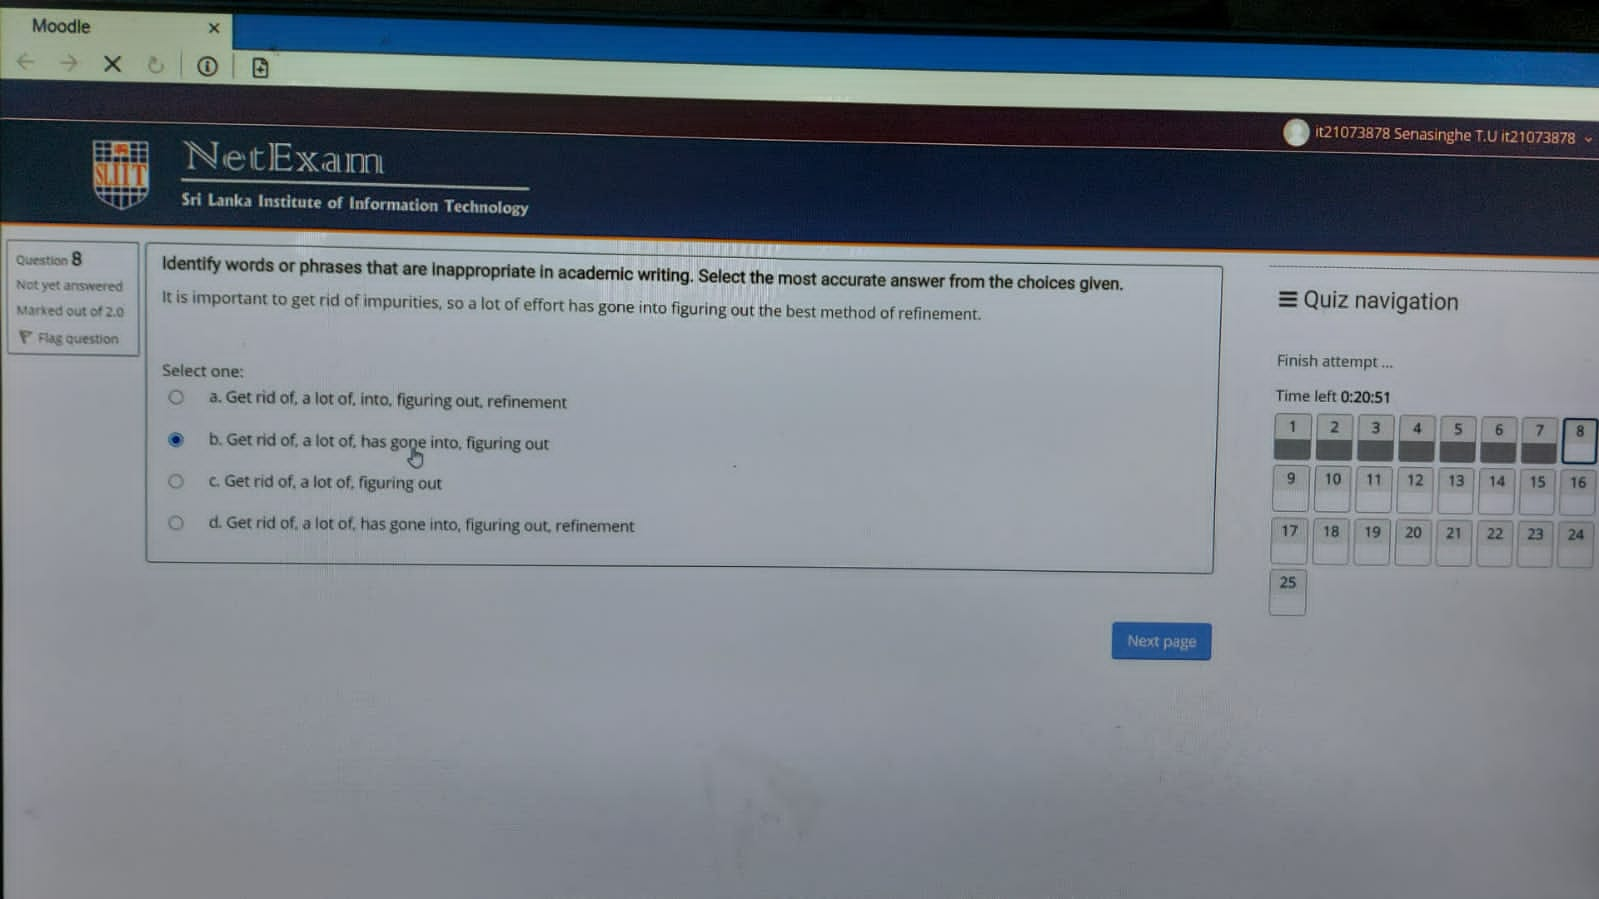 Moodle
it21073878 Senasinghe T.U it21073878
SLIIT
NetExam
Sri Lanka Institute of Information Technology
Question 8
Not yet answered
Marked out of 2.0
Flag question
Identify words or phrases that are inappropriate in academic writing. Select the most accurate answer from the choices given.
It is important to get rid of impurities, so a lot of effort has gone into figuring out the best method of refinement.
Select one:
a. Get rid of, a lot of, into, figuring out, refinement
b. Get rid of, a lot of, has gone into, figuring out
c. Get rid of, a lot of, figuring out
d. Get rid of, a lot of, has gone into, figuring out, refinement
Next page
Quiz navigation
Finish attempt ...
Time left 0:20:51
1 2 3 4 5 6 7 8
9 10 11 12 13 14 15 16
17 18 19 20 21 22 23 24
25